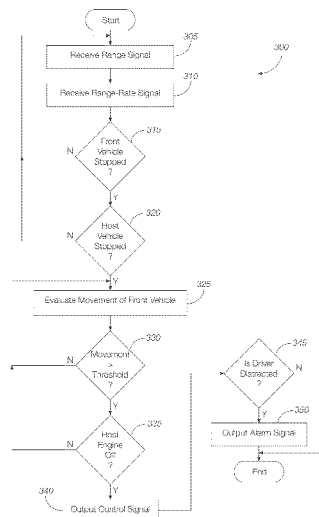 Start
305
Receive Range Signal
300
310
Receive Range-Rate Signal
315
Front
Vehicle
Stopped
?
N
Y
320
Host
Vehicle
Stopped
?
N
Y
325
Evaluate Movement of Front Vehicle
330
Movement
>
Threshold
?
N
Y
335
Host
Engine
Off
?
N
Y
340
Output Control Signal
345
Is Driver
Distracted
?
N
Y
350
Output Alarm Signal
End